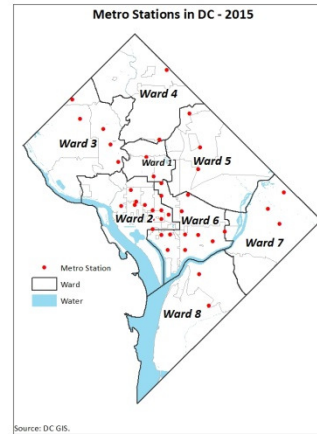 Metro Stations in DC - 2015
Ward 4
Ward 3
Ward 1
Ward 5
Ward 2
Ward 6
Ward 7
Metro Station
Ward
Water
Ward 8
Source: DC GIS.